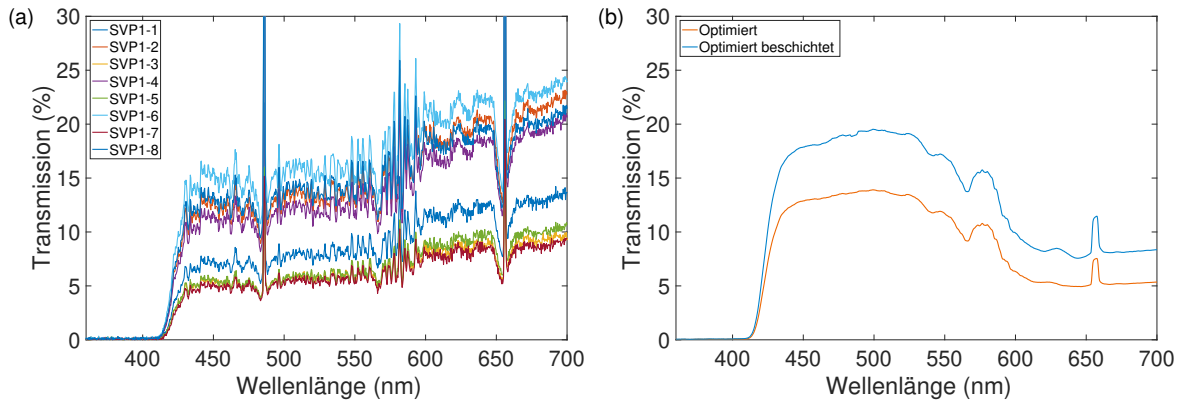 (a)
30
25
20
15
10
5
0
Transmission (%)
SVP1-1
SVP1-2
SVP1-3
SVP1-4
SVP1-5
SVP1-6
SVP1-7
SVP1-8
400 450 500 550 600 650 700
Wellenlänge (nm)
(b)
30
25
20
15
10
5
0
Transmission (%)
Optimiert
Optimiert beschichtet
400 450 500 550 600 650 700
Wellenlänge (nm)